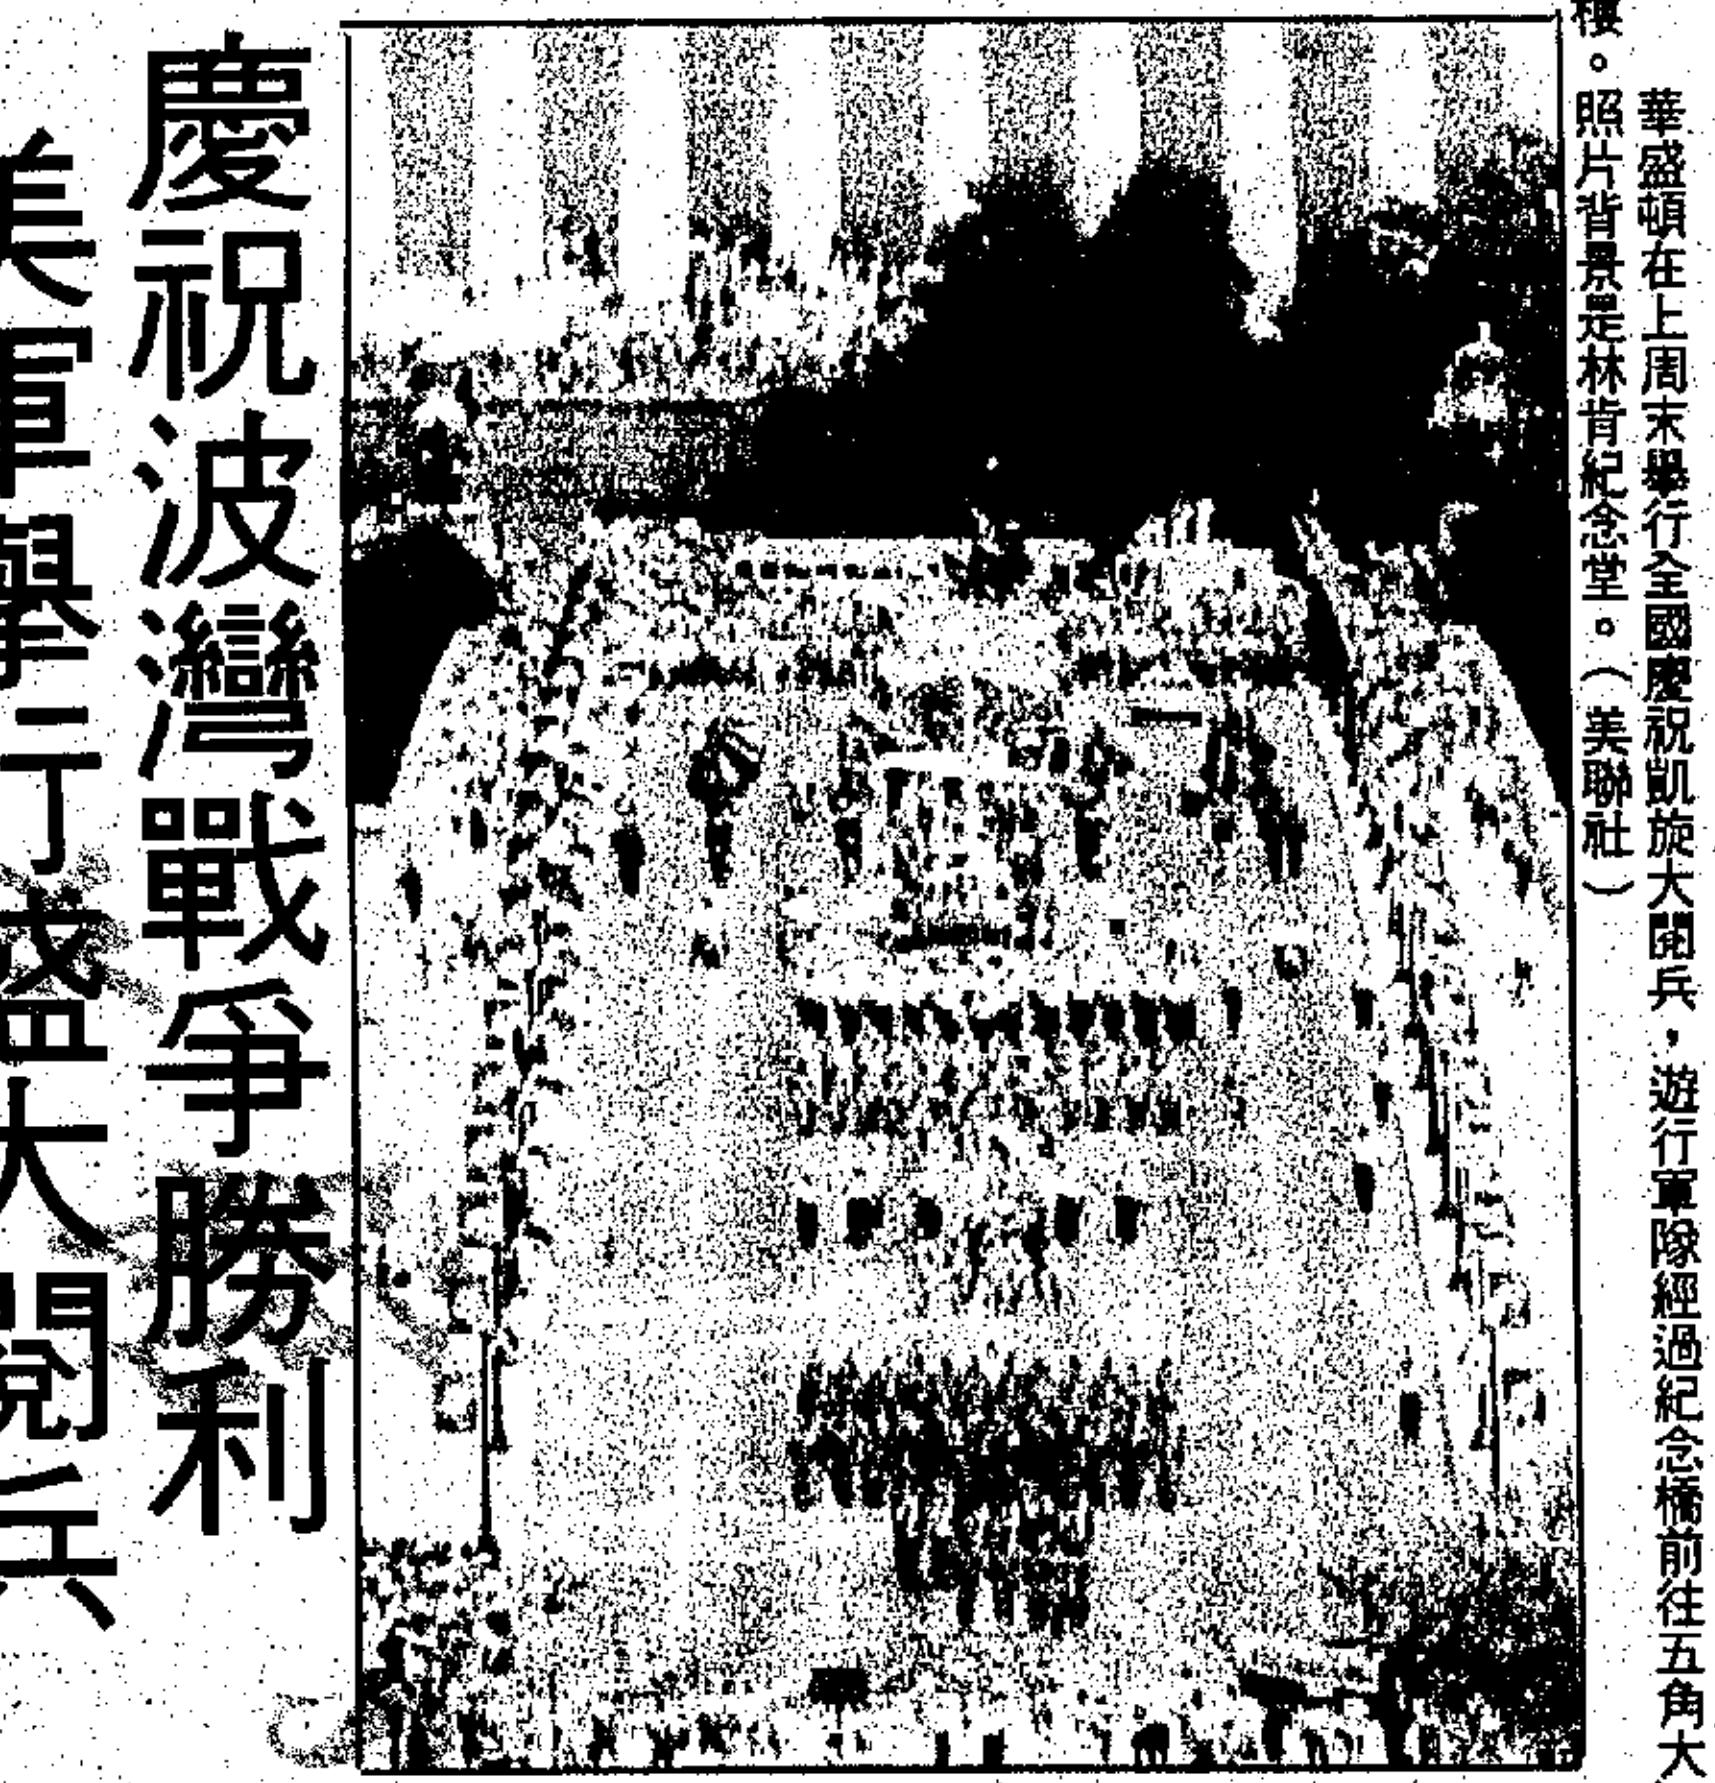 華盛頓在上周末舉行全國慶祝凱旋大閱兵，遊行軍隊經過紀念橋前往五角大
樓。照片背景是林肯紀念堂。（美聯社）
慶祝波灣戰爭勝利
美軍舉行盛大閱兵